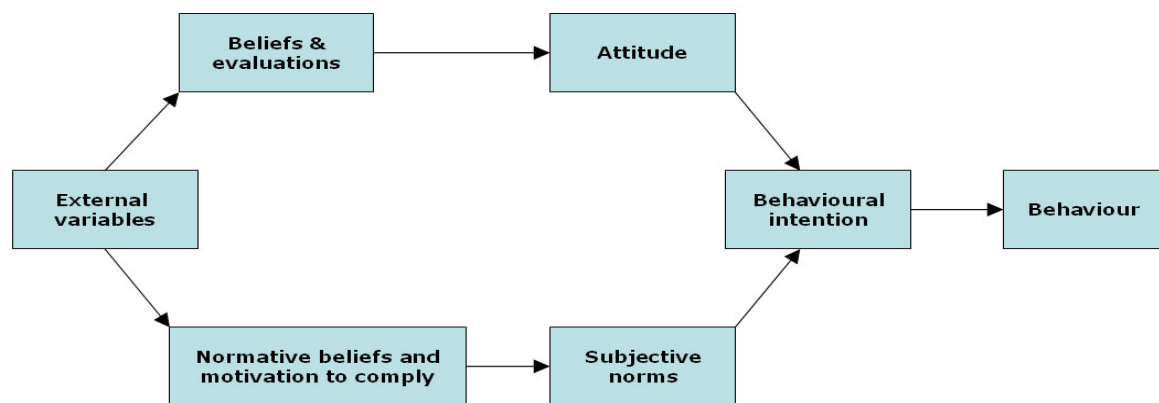 Beliefs &
evaluations
Attitude
External
variables
Behavioural
intention
Behaviour
Normative beliefs and
motivation to comply
Subjective
norms